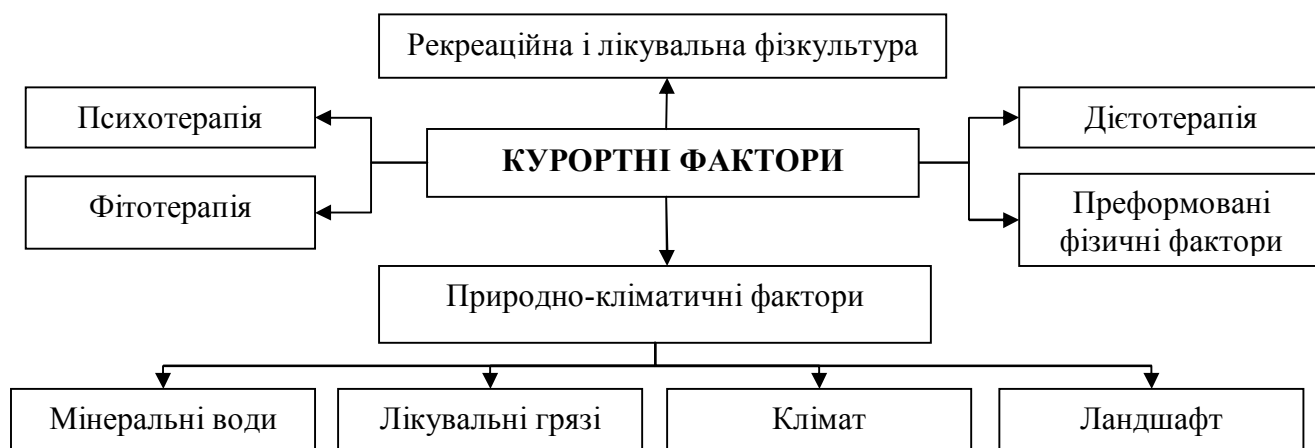 Рекреаційна і лікувальна фізкультура
Психотерапія
Дієтотерапія
КУРОРТНІ ФАКТОРИ
Фітотерапія
Преформовані
фізичні фактори
Природно-кліматичні фактори
Мінеральні води
Лікувальні грязі
Клімат
Ландшафт